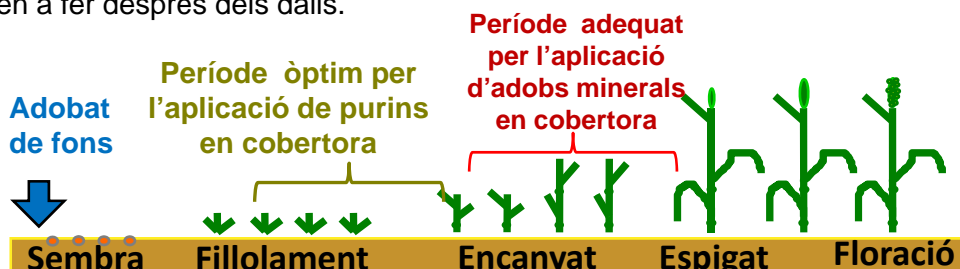 en a fer després dels dalls.
Període adequat
per l’aplicació
d’adobs minerals
en cobertora
Període òptim per
l’aplicació de purins
en cobertora
Adobat
de fons
Sembra Fillolament Encanyat Espigat Floració